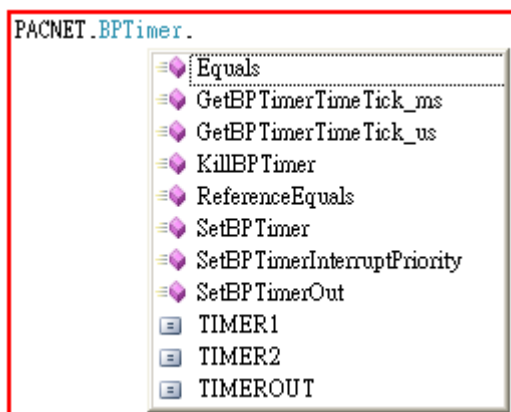 PACNET.BPTimer.
Equals
GetBPTimerTimeTick_ms
GetBPTimerTimeTick_us
KillBPTimer
ReferenceEquals
SetBPTimer
SetBPTimerInterruptPriority
SetBPTimerOut
TIMER1
TIMER2
TIMEROUT